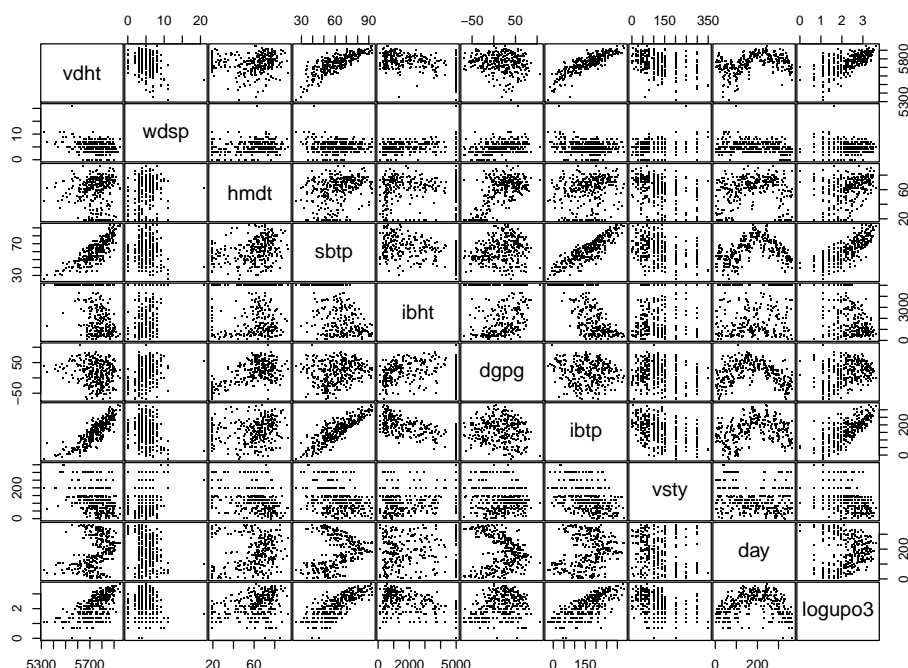 0 10 20 30 50 70 90 −50 50 0 150 350 0 1 2 3
vdht 5300 5800
0 10 wdsp
hmdt 20 60
30 70 sbtp
ibht 0 3000
−50 50 dgpg
ibtp 0 200
0 200 vsty
day 0 200
0 2 logupo3
5300 5700 20 60 0 2000 5000 0 150 0 200